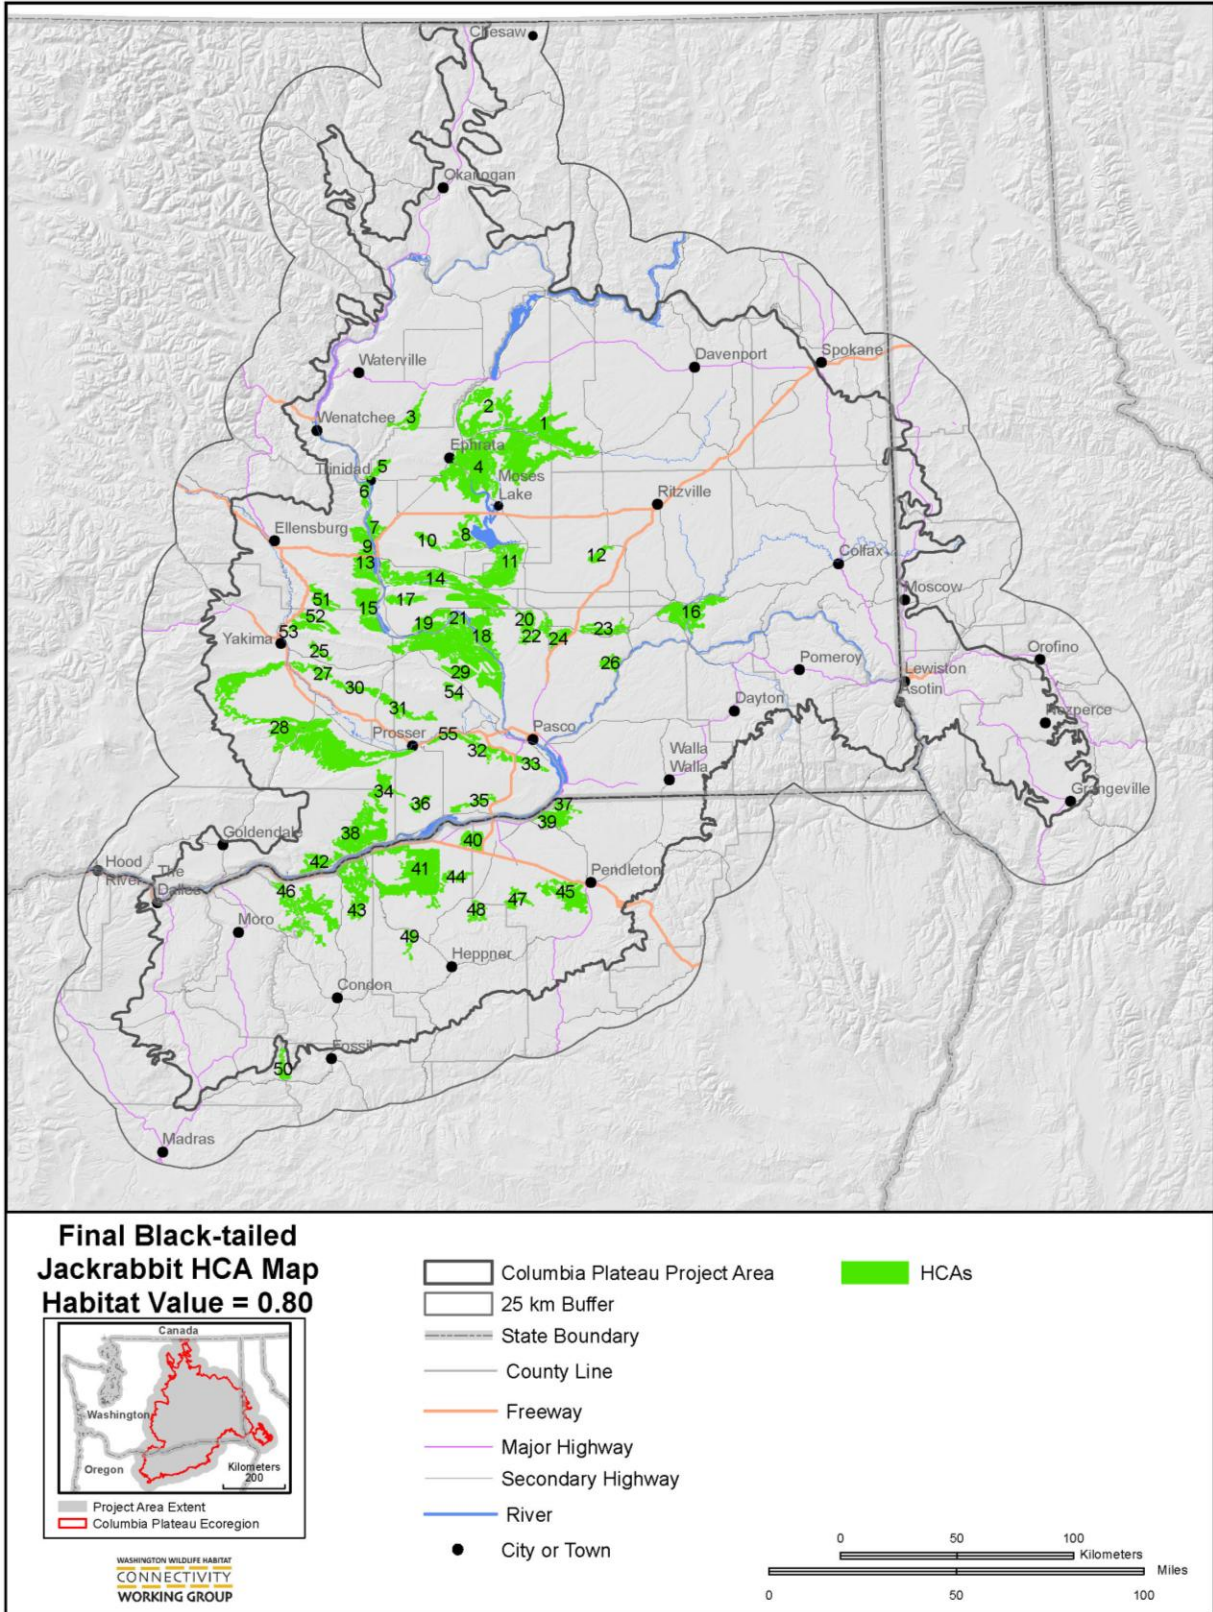 Chesaw
Okanogan
Waterville
Davenport
Spokane
Wenatchee
3
2
1
Ephrata
4
Trinidad
5
Moses
Lake
6
Ritzville
Ellensburg
7
8
9
10
11
12
13
Colfax
14
Moscow
51
15
17
52
16
53
19
21
20
18
22
24
23
Yakima
25
26
Orofino
Pomeroy
Lewiston
27
29
Asotin
30
54
Dayton
Nezperce
31
28
Prosser
55
Pasco
32
Walla
Walla
33
34
36
35
37
Grangeville
38
39
Goldendale
40
42
Hood
River
The
Dalles
41
44
Pendleton
46
45
47
43
48
Moro
49
Heppner
Condon
Fossil
50
Madras
Final Black-tailed
Jackrabbit HCA Map
Habitat Value = 0.80
Canada
Washington
Oregon
Kilometers
200
Project Area Extent
Columbia Plateau Ecoregion
WASHINGTON WILDLIFE HABITAT
CONNECTIVITY
WORKING GROUP
Columbia Plateau Project Area
25 km Buffer
State Boundary
County Line
Freeway
Major Highway
Secondary Highway
River
City or Town
HCAs
0 50 100
Kilometers
Miles
0 50 100